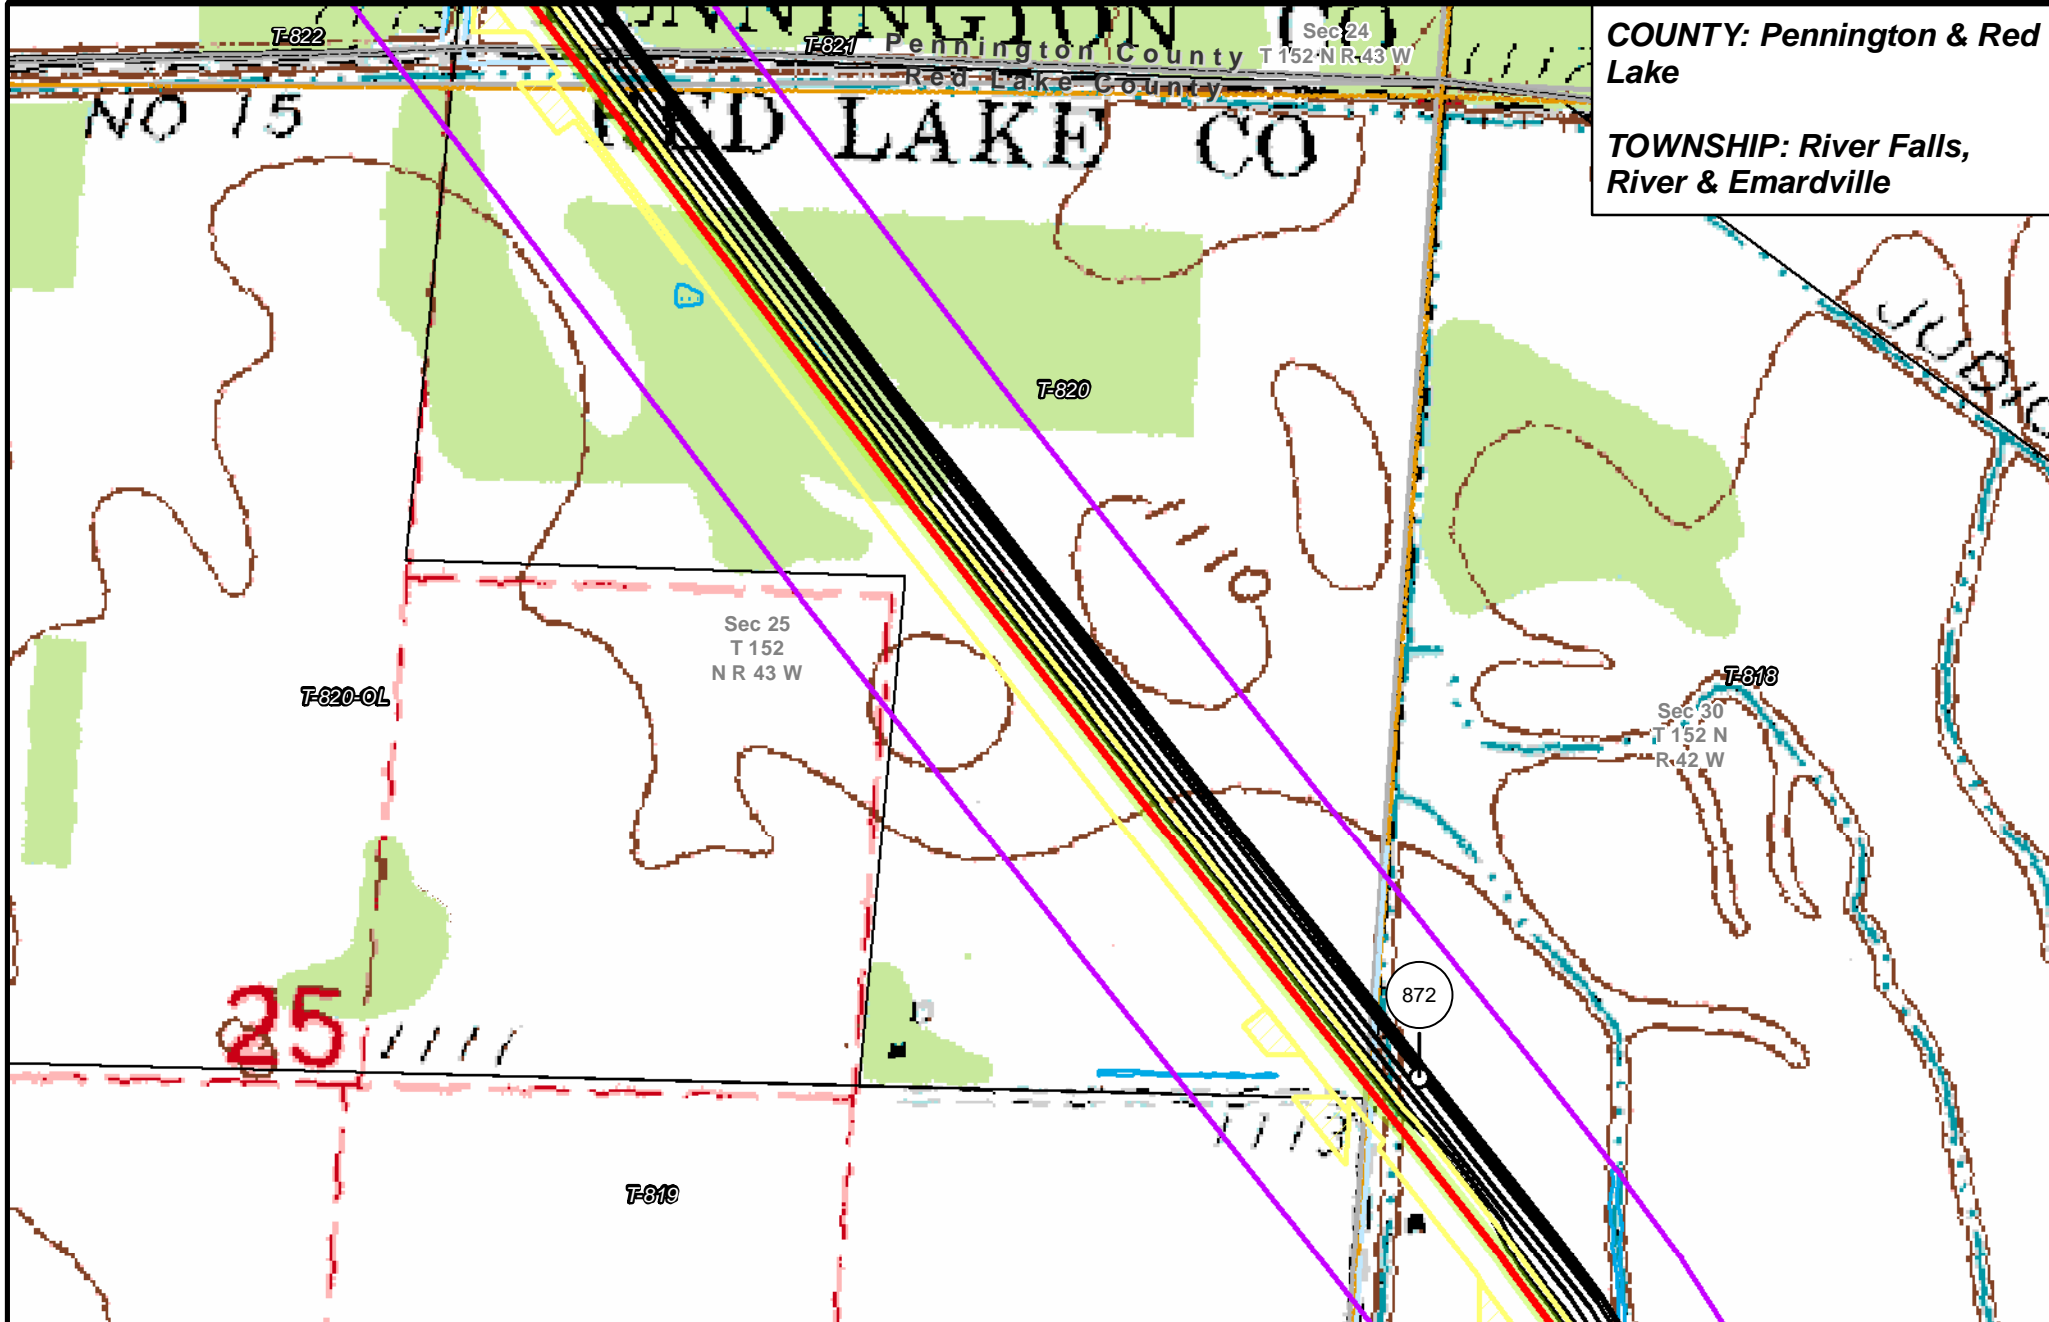 COUNTY: Pennington & Red
Lake
TOWNSHIP: River Falls,
River & Emardville
T-822
T-821
Pennington County
Red Lake County
Sec 24
T 152 N R 43 W
NO 15
RED LAKE CO
T-820
1110
Sec 25
T 152
N R 43 W
T-820-OL
T-818
Sec 30
T 152 N
R 42 W
872
25
1111
1113
T-819